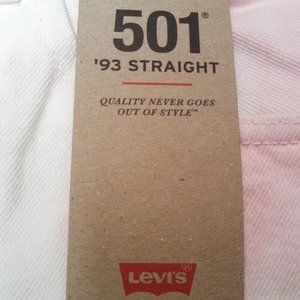 501®
'93 STRAIGHT
QUALITY NEVER GOES
OUT OF STYLE™
LEVI'S